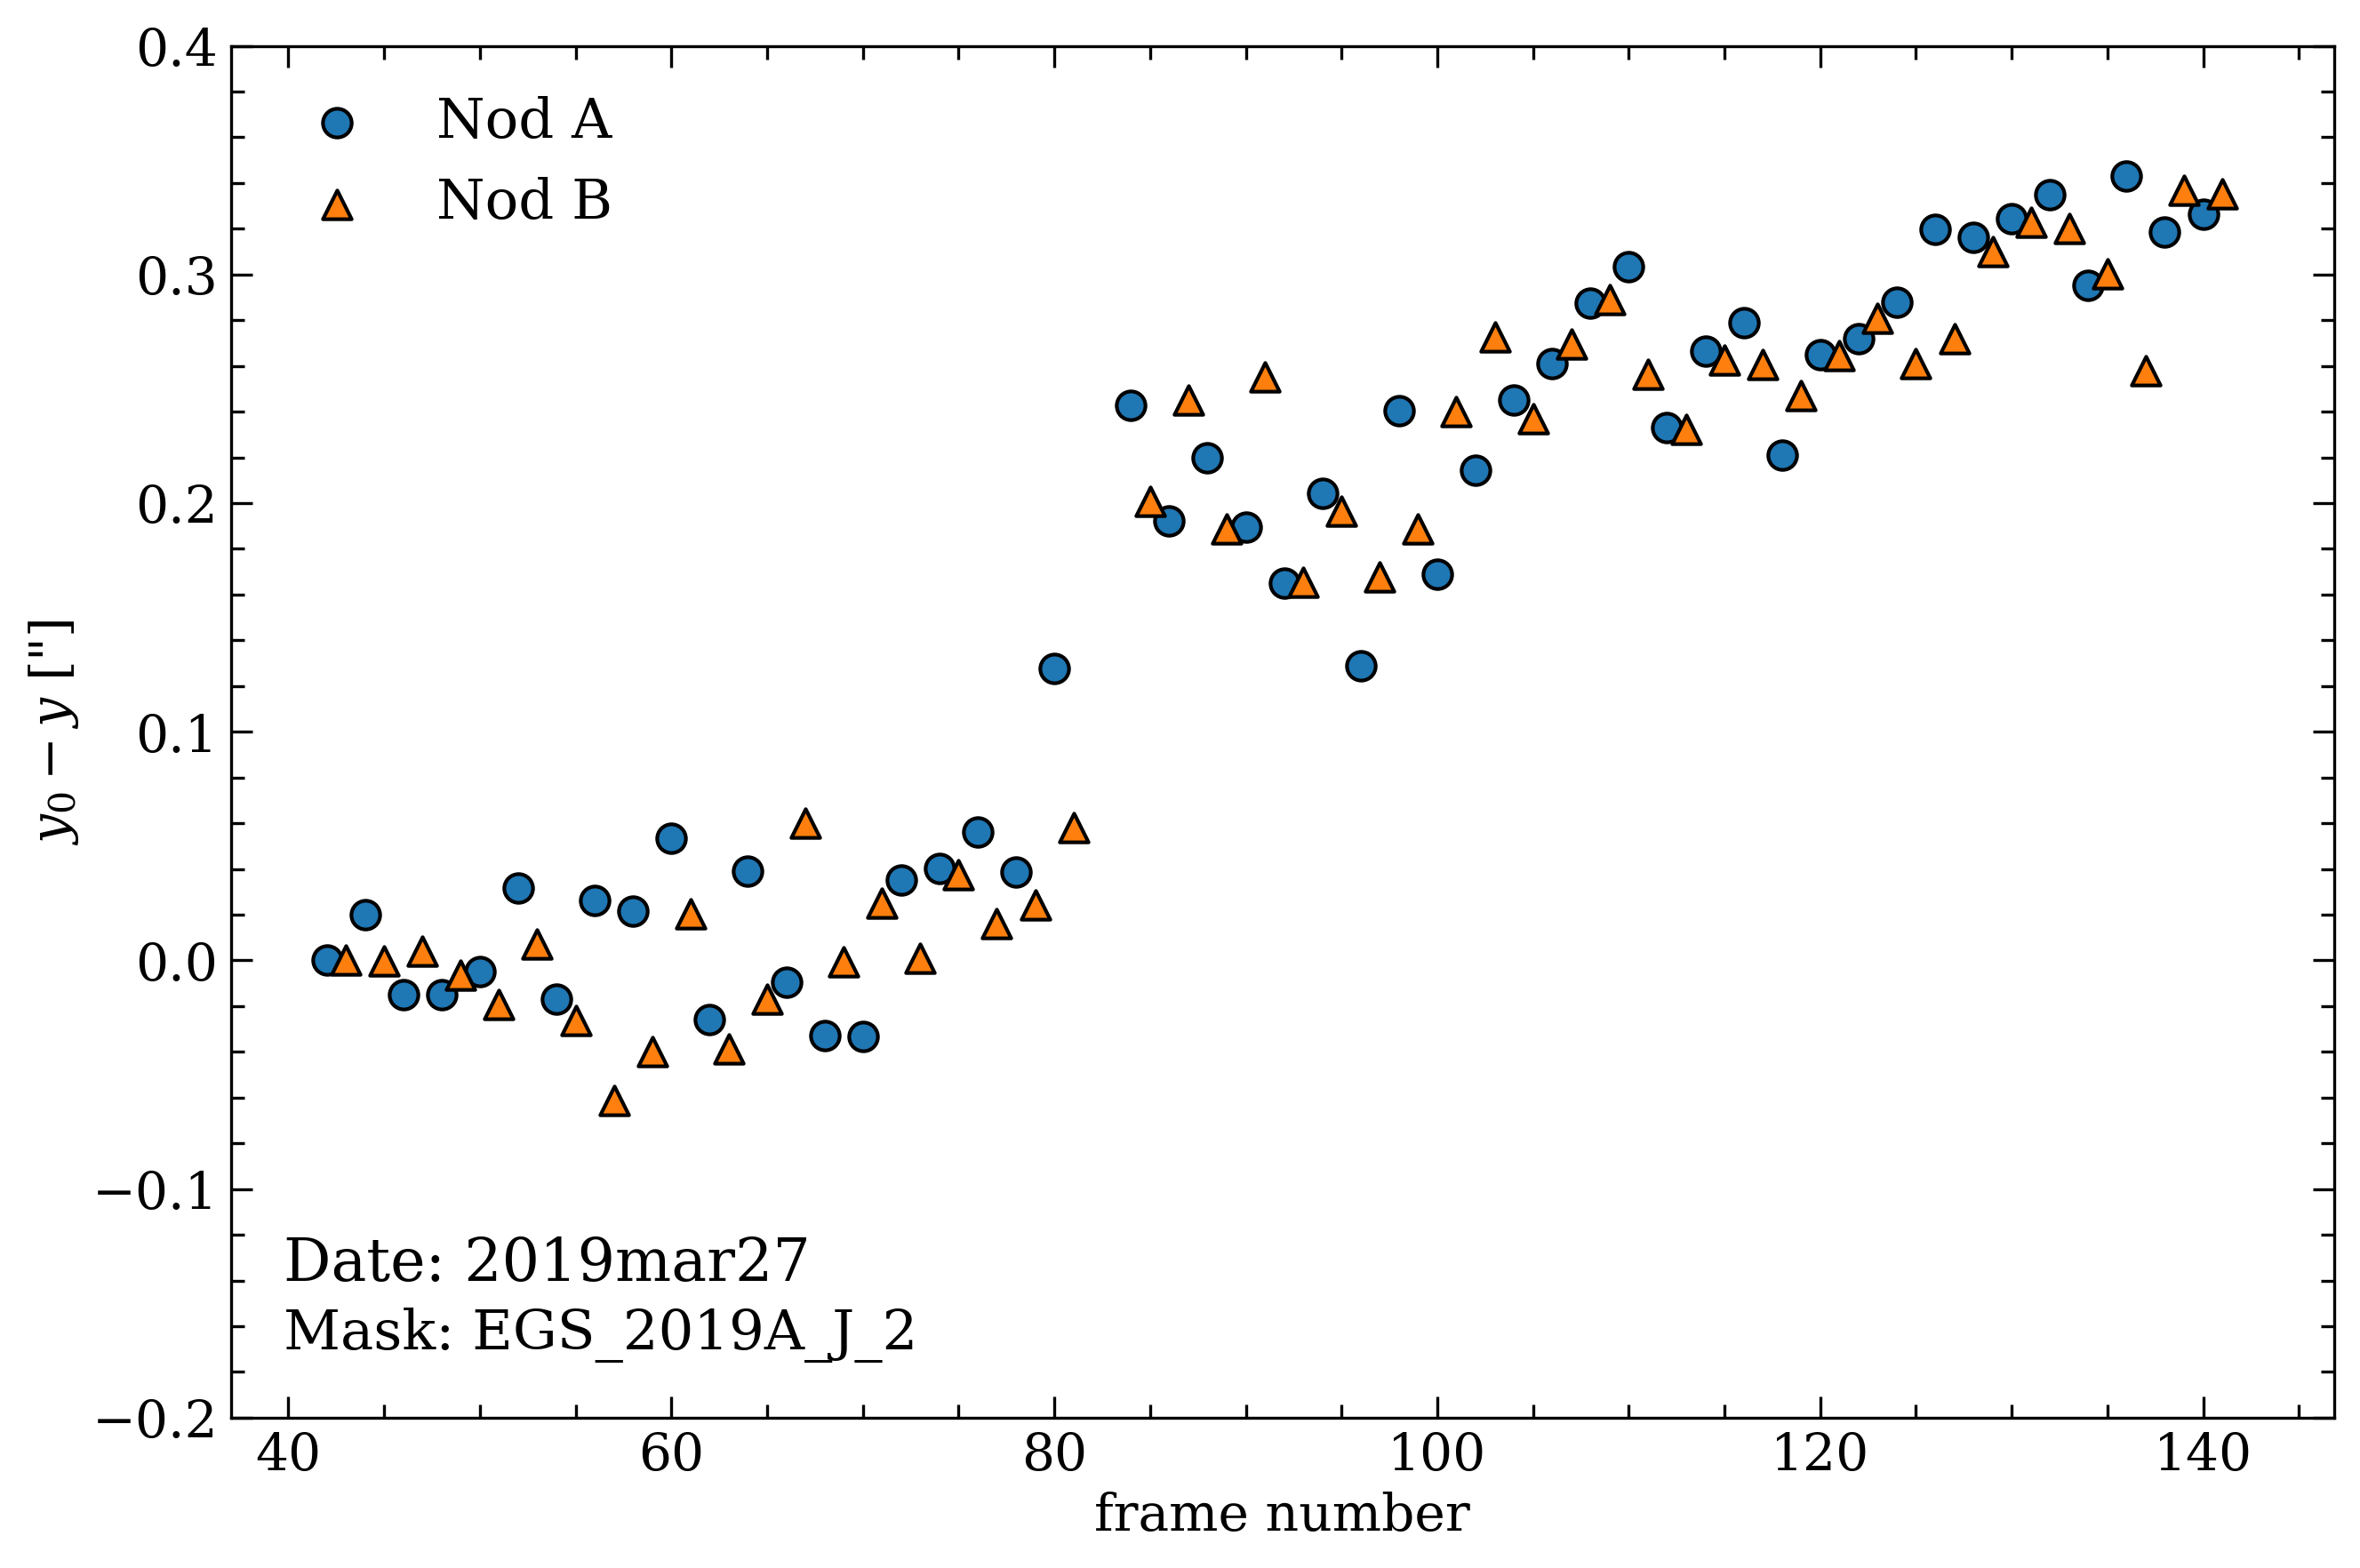 Nod A
Nod B
0.4
0.3
0.2
0.1
0.0
−0.1
−0.2
y₀ − y ["]
Date: 2019mar27
Mask: EGS_2019A_J_2
40 60 80 100 120 140
frame number